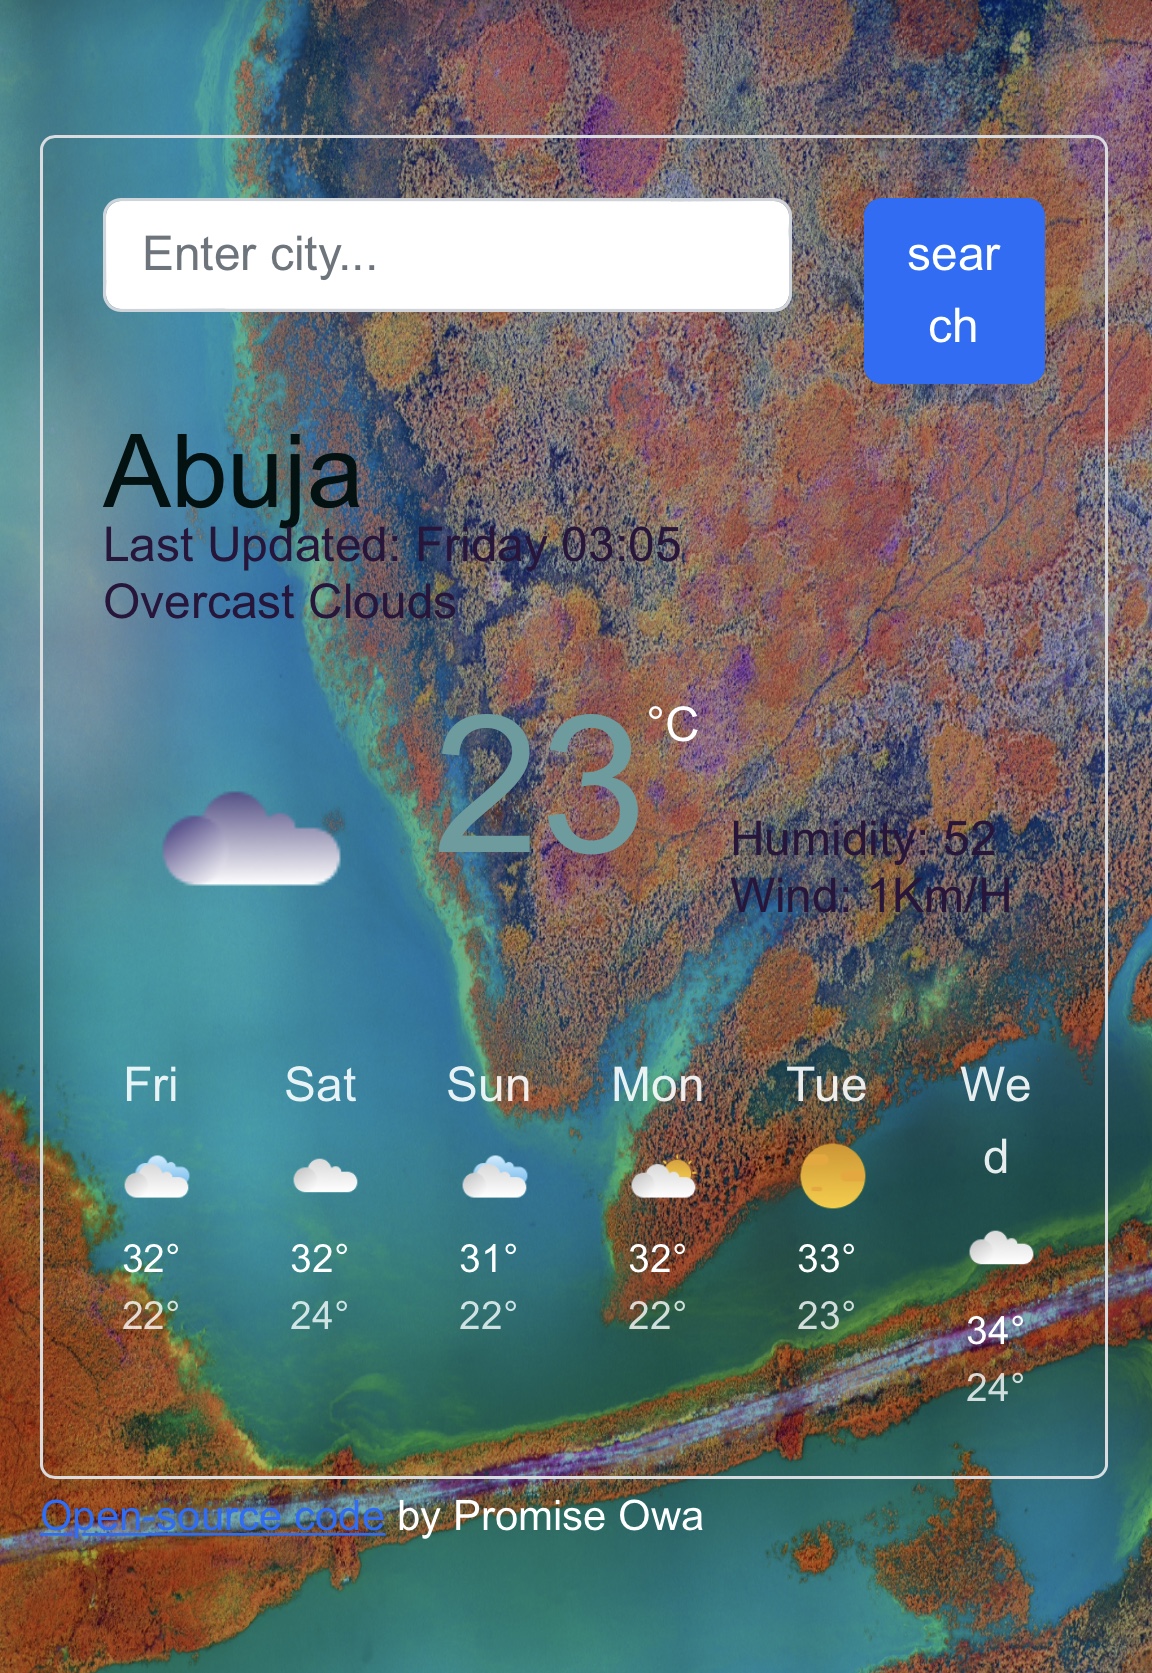 Enter city...
sear
ch
Abuja
Last Updated: Friday 03:05
Overcast Clouds
23 °C
Humidity: 52
Wind: 1Km/H
Fri Sat Sun Mon Tue We
d
32° 32° 31° 32° 33°
22° 24° 22° 22° 23°
34°
24°
Open-source code by Promise Owa